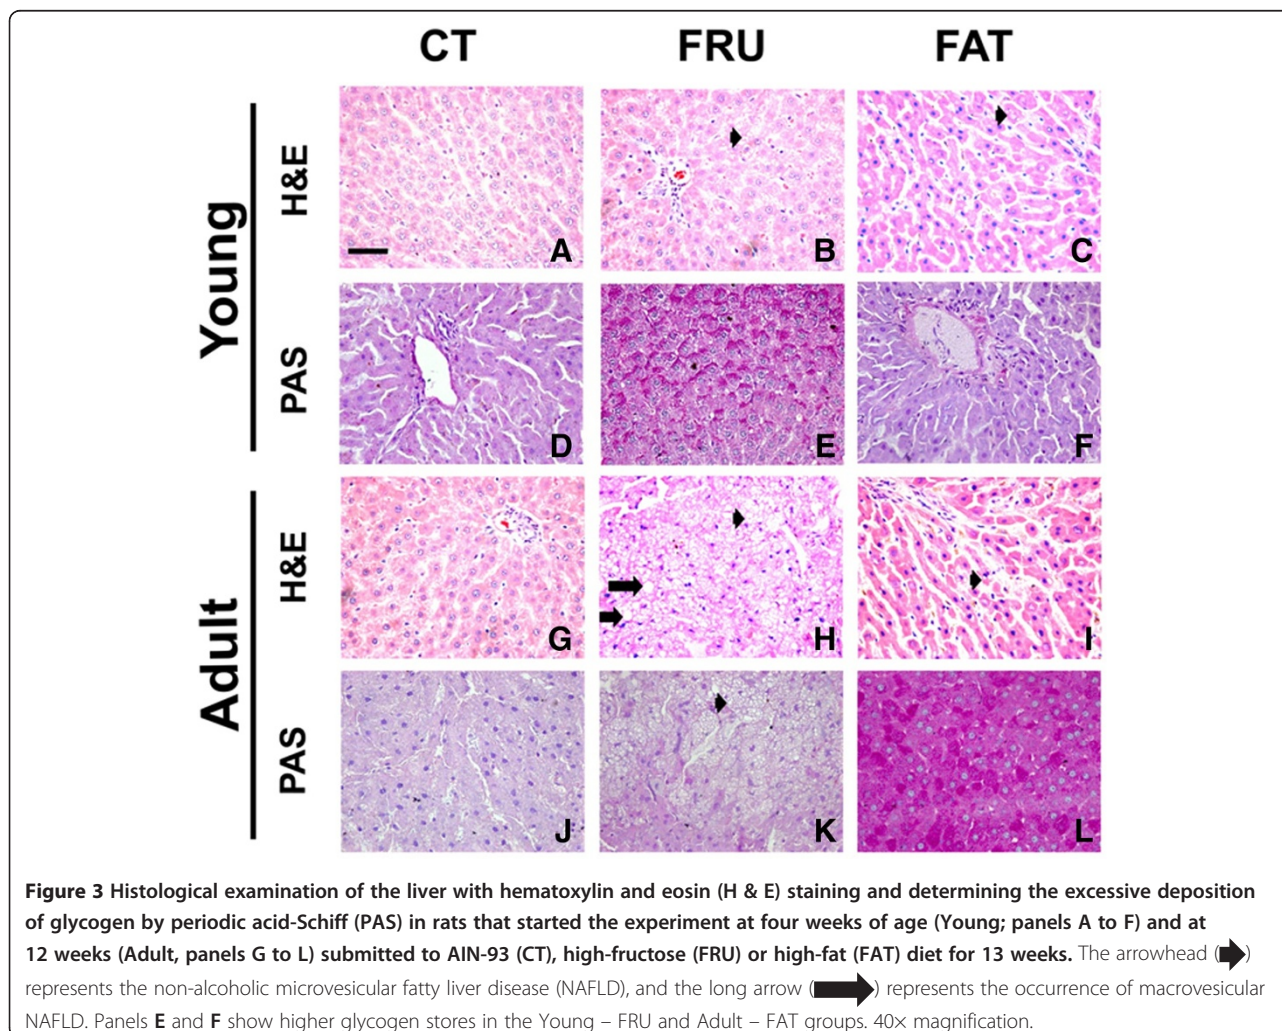 CT FRU FAT
Young
H&E
A B C
PAS
D E F
Adult
H&E
G H I
PAS
J K L
Figure 3 Histological examination of the liver with hematoxylin and eosin (H & E) staining and determining the excessive deposition
of glycogen by periodic acid-Schiff (PAS) in rats that started the experiment at four weeks of age (Young; panels A to F) and at
12 weeks (Adult, panels G to L) submitted to AIN-93 (CT), high-fructose (FRU) or high-fat (FAT) diet for 13 weeks. The arrowhead ( )
represents the non-alcoholic microvesicular fatty liver disease (NAFLD), and the long arrow ( ) represents the occurrence of macrovesicular
NAFLD. Panels E and F show higher glycogen stores in the Young – FRU and Adult – FAT groups. 40× magnification.